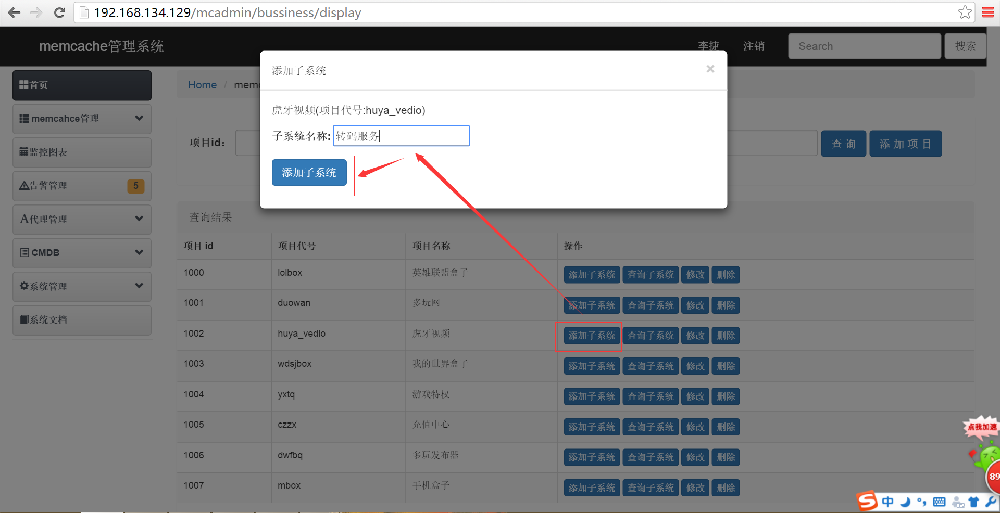 192.168.134.129/mcadmin/bussiness/display
memcache管理系统
李捷
注销
Search
搜索
添加子系统
×
虎牙视频(项目代号:huya_vedio)
子系统名称: 转码服务
添加子系统
首页
memcahce管理
监控图表
告警管理 5
A代理管理
CMDB
系统管理
系统文档
Home / memc
项目id：
查 询
添 加 项 目
查询结果
项目 id 项目代号 项目名称 操作
1000 lolbox 英雄联盟盒子 添加子系统 查询子系统 修改 删除
1001 duowan 多玩网 添加子系统 查询子系统 修改 删除
1002 huya_vedio 虎牙视频 添加子系统 查询子系统 修改 删除
1003 wdsjbox 我的世界盒子 添加子系统 查询子系统 修改 删除
1004 yxtq 游戏特权 添加子系统 查询子系统 修改 删除
1005 czzx 充值中心 添加子系统 查询子系统 修改 删除
1006 dwfbq 多玩发布器 添加子系统 查询子系统 修改 删除
1007 mbox 手机盒子 添加子系统 查询子系统 修改 删除
点我加速
89
S 中